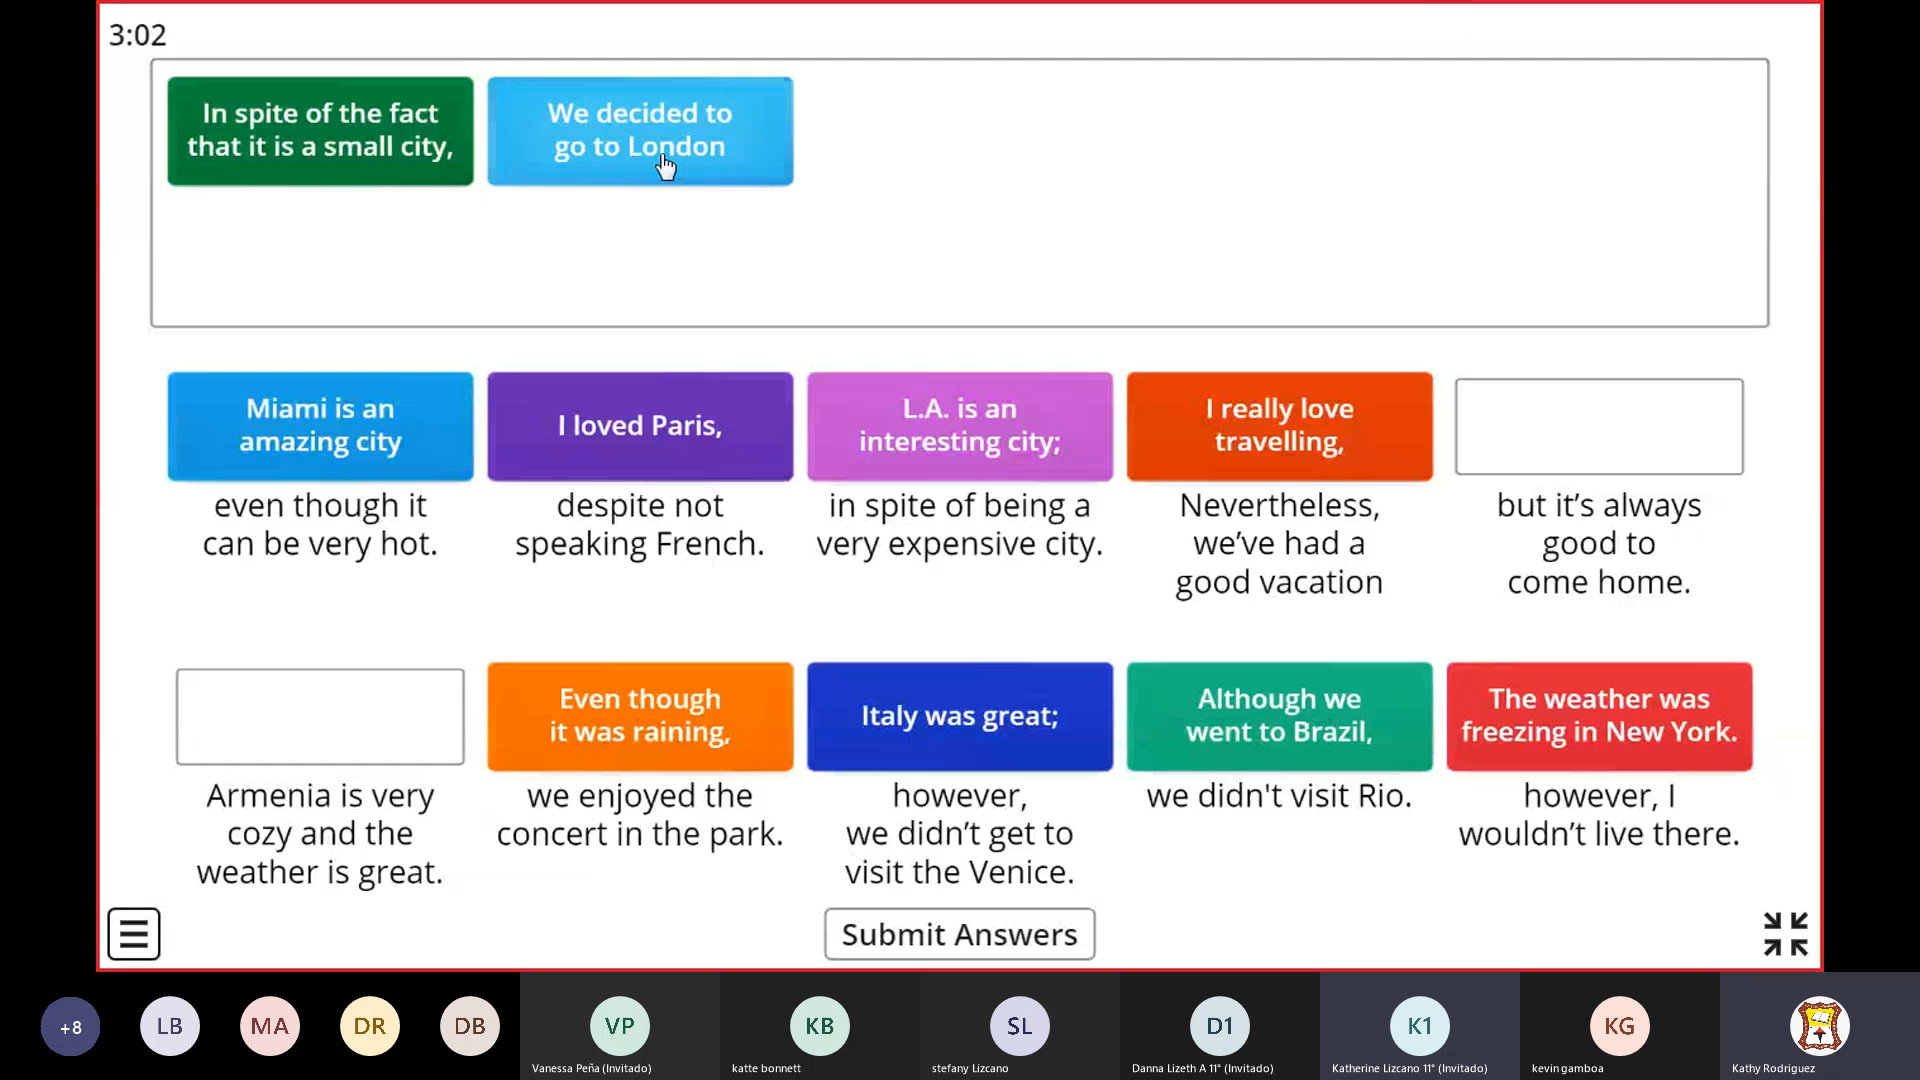 3:02
In spite of the fact
that it is a small city,
We decided to
go to London
Miami is an
amazing city
I loved Paris,
L.A. is an
interesting city;
I really love
travelling,
even though it
can be very hot.
despite not
speaking French.
in spite of being a
very expensive city.
Nevertheless,
we’ve had a
good vacation
but it’s always
good to
come home.
Even though
it was raining,
Italy was great;
Although we
went to Brazil,
The weather was
freezing in New York.
Armenia is very
cozy and the
weather is great.
we enjoyed the
concert in the park.
however,
we didn’t get to
visit the Venice.
we didn't visit Rio.
however, I
wouldn’t live there.
Submit Answers
+8
LB
MA
DR
DB
VP
Vanessa Peña (Invitado)
KB
katte bonnett
SL
stefany Lizcano
D1
Danna Lizeth A 11° (Invitado)
K1
Katherine Lizcano 11° (Invitado)
KG
kevin gamboa
Kathy Rodriguez